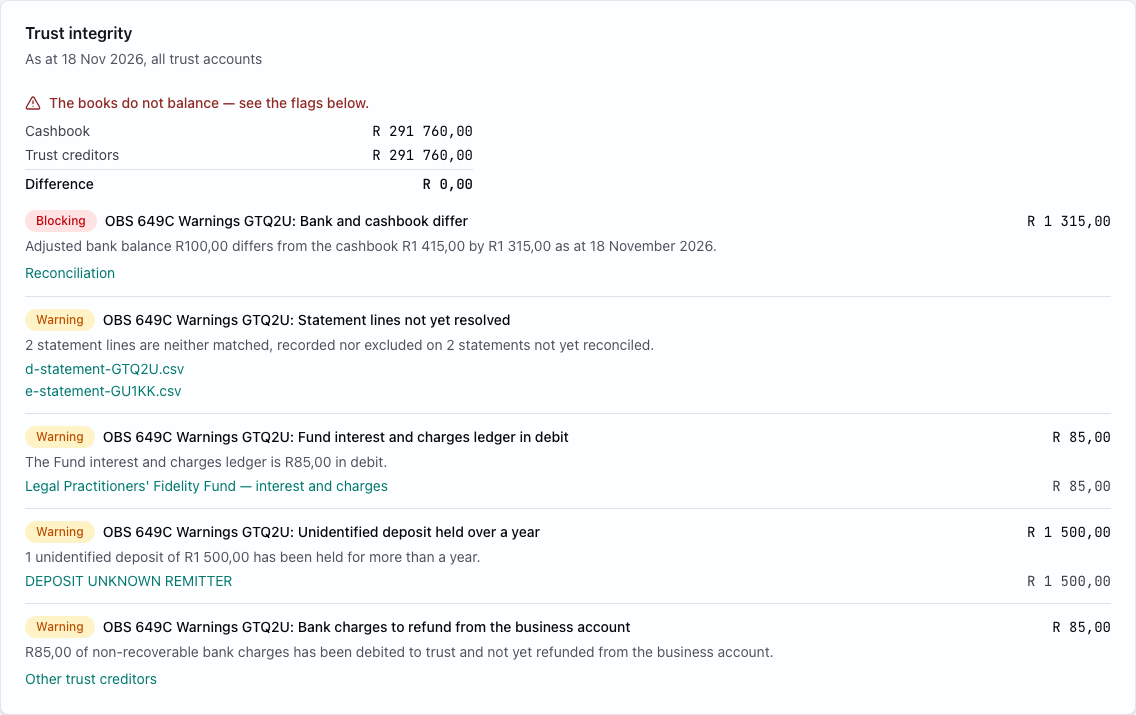 Trust integrity
As at 18 Nov 2026, all trust accounts
The books do not balance — see the flags below.
Cashbook R 291 760,00
Trust creditors R 291 760,00
Difference R 0,00
Blocking OBS 649C Warnings GTQ2U: Bank and cashbook differ R 1 315,00
Adjusted bank balance R100,00 differs from the cashbook R1 415,00 by R1 315,00 as at 18 November 2026.
Reconciliation
Warning OBS 649C Warnings GTQ2U: Statement lines not yet resolved
2 statement lines are neither matched, recorded nor excluded on 2 statements not yet reconciled.
d-statement-GTQ2U.csv
e-statement-GU1KK.csv
Warning OBS 649C Warnings GTQ2U: Fund interest and charges ledger in debit R 85,00
The Fund interest and charges ledger is R85,00 in debit.
Legal Practitioners' Fidelity Fund — interest and charges R 85,00
Warning OBS 649C Warnings GTQ2U: Unidentified deposit held over a year R 1 500,00
1 unidentified deposit of R1 500,00 has been held for more than a year.
DEPOSIT UNKNOWN REMITTER R 1 500,00
Warning OBS 649C Warnings GTQ2U: Bank charges to refund from the business account R 85,00
R85,00 of non-recoverable bank charges has been debited to trust and not yet refunded from the business account.
Other trust creditors